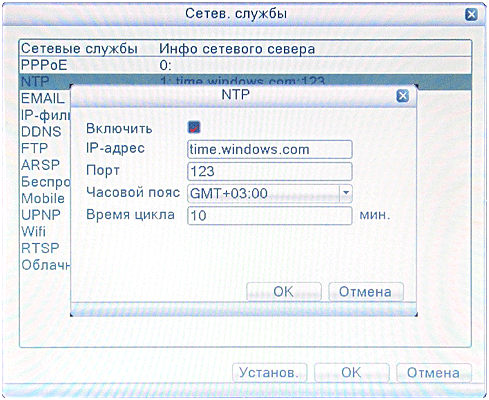 Сетев. службы
Сетевые службы Инфо сетевого севера
PPPoE 0:
NTP 1: time.windows.com:123
NTP
EMAIL
IP-филь
DDNS
FTP
ARSP
Беспро
Mobile
UPNP
Wifi
RTSP
Облачн
Включить
IP-адрес time.windows.com
Порт 123
Часовой пояс GMT+03:00
Время цикла 10 мин.
OK Отмена
Установ. OK Отмена